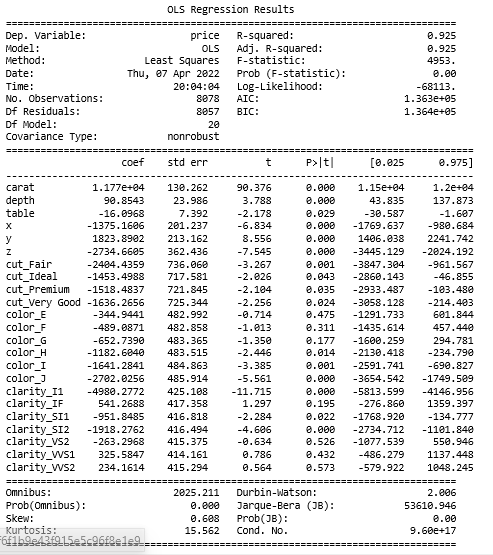 OLS Regression Results
Dep. Variable: price R-squared: 0.925
Model: OLS Adj. R-squared: 0.925
Method: Least Squares F-statistic: 4953.
Date: Thu, 07 Apr 2022 Prob (F-statistic): 0.00
Time: 20:04:04 Log-Likelihood: -68113.
No. Observations: 8078 AIC: 1.363e+05
Df Residuals: 8057 BIC: 1.364e+05
Df Model: 20
Covariance Type: nonrobust
coef std err t P>|t| [0.025 0.975]
carat 1.177e+04 130.262 90.376 0.000 1.15e+04 1.2e+04
depth 90.8543 23.986 3.788 0.000 43.835 137.873
table -16.0968 7.392 -2.178 0.029 -30.587 -1.607
x -1375.1606 201.237 -6.834 0.000 -1769.637 -980.684
y 1823.8902 213.162 8.556 0.000 1406.038 2241.742
z -2734.6605 362.436 -7.545 0.000 -3445.129 -2024.192
cut_Fair -2404.4359 736.060 -3.267 0.001 -3847.304 -961.567
cut_Ideal -1453.4988 717.581 -2.026 0.043 -2860.143 -46.855
cut_Premium -1518.4837 721.845 -2.104 0.035 -2933.487 -103.480
cut_Very Good -1636.2656 725.344 -2.256 0.024 -3058.128 -214.403
color_E -344.9441 482.992 -0.714 0.475 -1291.733 601.844
color_F -489.0871 482.858 -1.013 0.311 -1435.614 457.440
color_G -652.7390 483.365 -1.350 0.177 -1600.259 294.781
color_H -1182.6040 483.515 -2.446 0.014 -2130.418 -234.790
color_I -1641.2841 484.863 -3.385 0.001 -2591.741 -690.827
color_J -2702.0256 485.914 -5.561 0.000 -3654.542 -1749.509
clarity_I1 -4980.2772 425.108 -11.715 0.000 -5813.599 -4146.956
clarity_IF 541.2688 417.358 1.297 0.195 -276.860 1359.397
clarity_SI1 -951.8485 416.818 -2.284 0.022 -1768.920 -134.777
clarity_SI2 -1918.2762 416.494 -4.606 0.000 -2734.712 -1101.840
clarity_VS2 -263.2968 415.375 -0.634 0.526 -1077.539 550.946
clarity_VVS1 325.5847 414.161 0.786 0.432 -486.279 1137.448
clarity_VVS2 234.1614 415.294 0.564 0.573 -579.922 1048.245
Omnibus: 2025.211 Durbin-Watson: 2.006
Prob(Omnibus): 0.000 Jarque-Bera (JB): 53610.946
Skew: 0.608 Prob(JB): 0.00
Kurtosis: 15.562 Cond. No. 9.60e+17